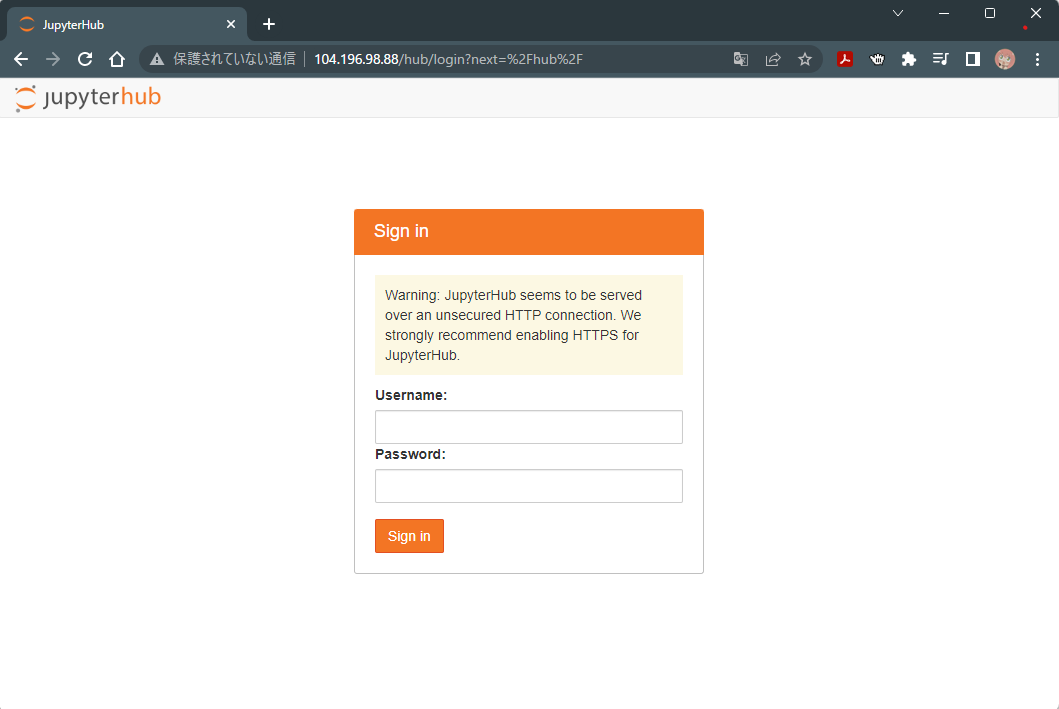 JupyterHub
保護されていない通信
104.196.98.88/hub/login?next=%2Fhub%2F
jupyterhub
Sign in
Warning: JupyterHub seems to be served
over an unsecured HTTP connection. We
strongly recommend enabling HTTPS for
JupyterHub.
Username:
Password:
Sign in